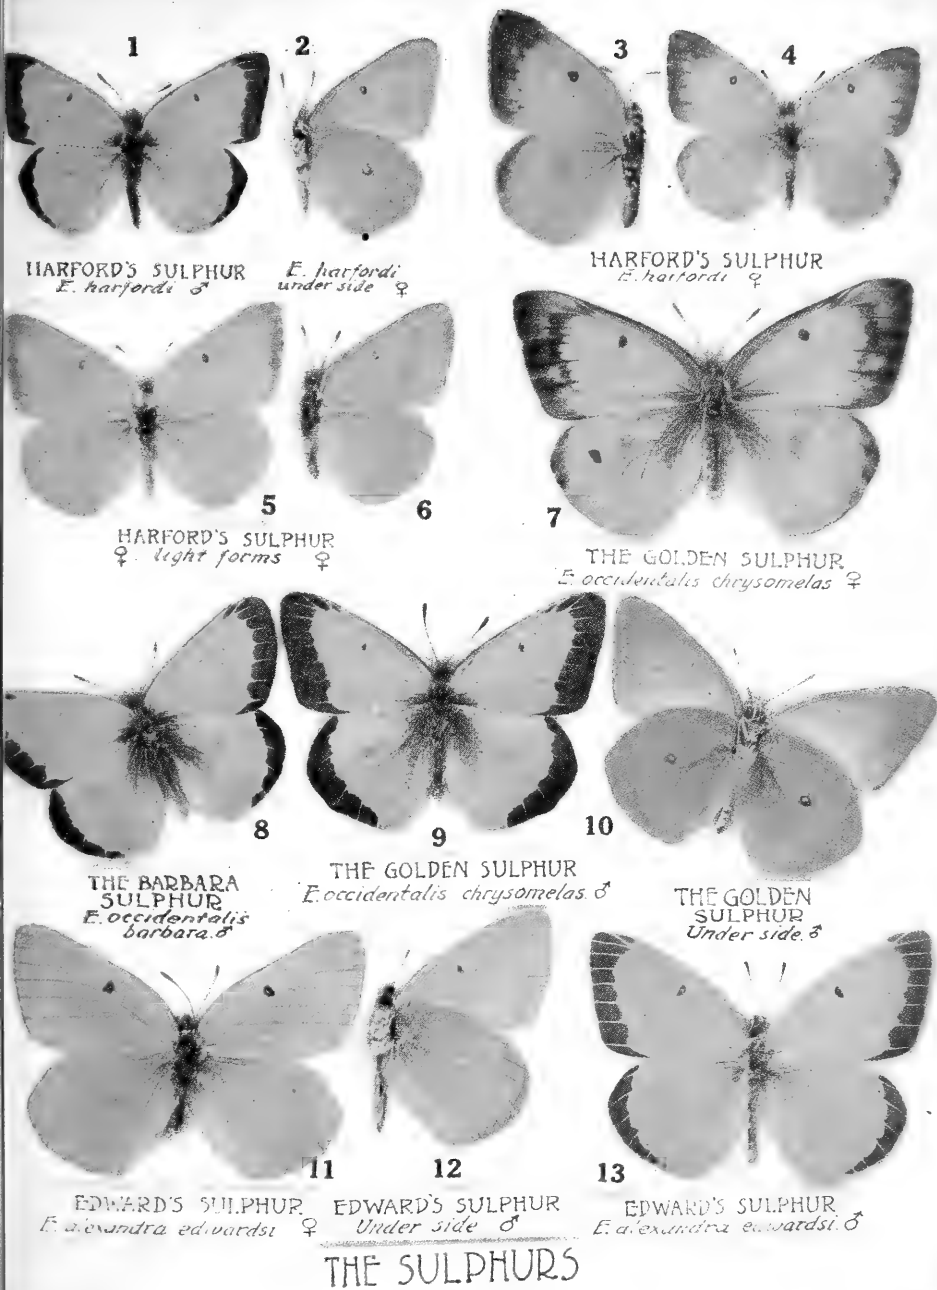 1
2
3
4
HARFORD'S SULPHUR
E. harfordi ♂
E. harfordi
under side ♀
HARFORD'S SULPHUR
E. harfordi ♀
5
6
7
HARFORD'S SULPHUR
♀ light forms ♀
THE GOLDEN SULPHUR
E. occidentalis chrysomelas ♀
8
9
10
THE BARBARA
SULPHUR
E. occidentalis
barbara. ♂
THE GOLDEN SULPHUR
E. occidentalis chrysomelas. ♂
THE GOLDEN
SULPHUR
Under side. ♂
11
12
13
EDWARD'S SULPHUR
E. alexandra edwardsi ♀
EDWARD'S SULPHUR
Under side ♂
EDWARD'S SULPHUR
E. alexandra edwardsi. ♂
THE SULPHURS